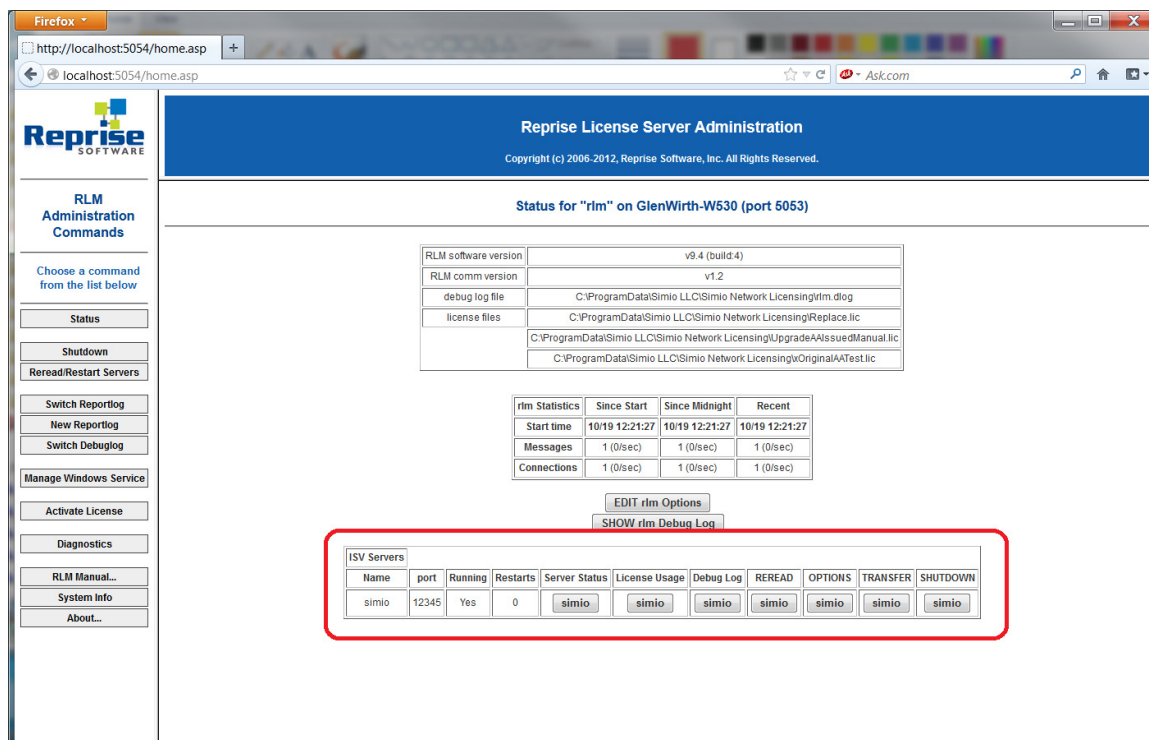 Firefox
http://localhost:5054/home.asp
+
localhost:5054/home.asp
Ask.com
Reprise
SOFTWARE
Reprise License Server Administration
Copyright (c) 2006-2012, Reprise Software, Inc. All Rights Reserved.
RLM
Administration
Commands
Choose a command
from the list below
Status
Shutdown
Reread/Restart Servers
Switch Reportlog
New Reportlog
Switch Debuglog
Manage Windows Service
Activate License
Diagnostics
RLM Manual...
System Info
About...
Status for "rlm" on GlenWirth-W530 (port 5053)
RLM software version v9.4 (build:4)
RLM comm version v1.2
debug log file C:\ProgramData\Simio LLC\Simio Network Licensing\rlm.dlog
license files C:\ProgramData\Simio LLC\Simio Network Licensing\Replace.lic
C:\ProgramData\Simio LLC\Simio Network Licensing\UpgradeAAIssuedManual.lic
C:\ProgramData\Simio LLC\Simio Network Licensing\xOriginalAATest.lic
rlm Statistics Since Start Since Midnight Recent
Start time 10/19 12:21:27 10/19 12:21:27 10/19 12:21:27
Messages 1 (0/sec) 1 (0/sec) 1 (0/sec)
Connections 1 (0/sec) 1 (0/sec) 1 (0/sec)
EDIT rlm Options
SHOW rlm Debug Log
ISV Servers
Name port Running Restarts Server Status License Usage Debug Log REREAD OPTIONS TRANSFER SHUTDOWN
simio 12345 Yes 0 simio simio simio simio simio simio simio